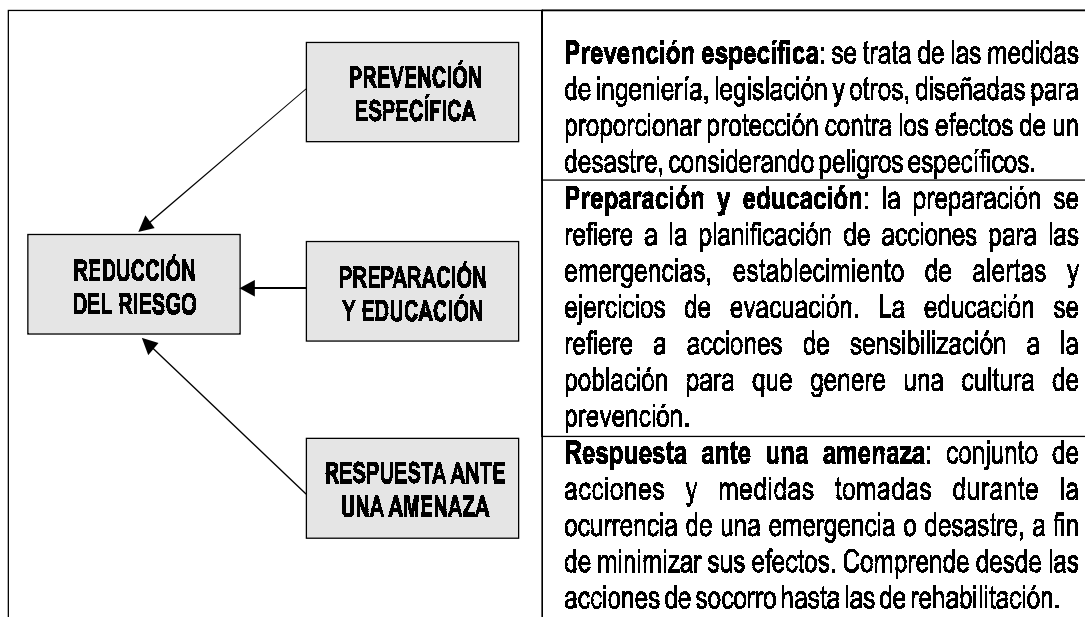 PREVENCIÓN
ESPECÍFICA
REDUCCIÓN
DEL RIESGO
PREPARACIÓN
Y EDUCACIÓN
RESPUESTA ANTE
UNA AMENAZA
Prevención específica: se trata de las medidas
de ingeniería, legislación y otros, diseñadas para
proporcionar protección contra los efectos de un
desastre, considerando peligros específicos.
Preparación y educación: la preparación se
refiere a la planificación de acciones para las
emergencias, establecimiento de alertas y
ejercicios de evacuación. La educación se
refiere a acciones de sensibilización a la
población para que genere una cultura de
prevención.
Respuesta ante una amenaza: conjunto de
acciones y medidas tomadas durante la
ocurrencia de una emergencia o desastre, a fin
de minimizar sus efectos. Comprende desde las
acciones de socorro hasta las de rehabilitación.